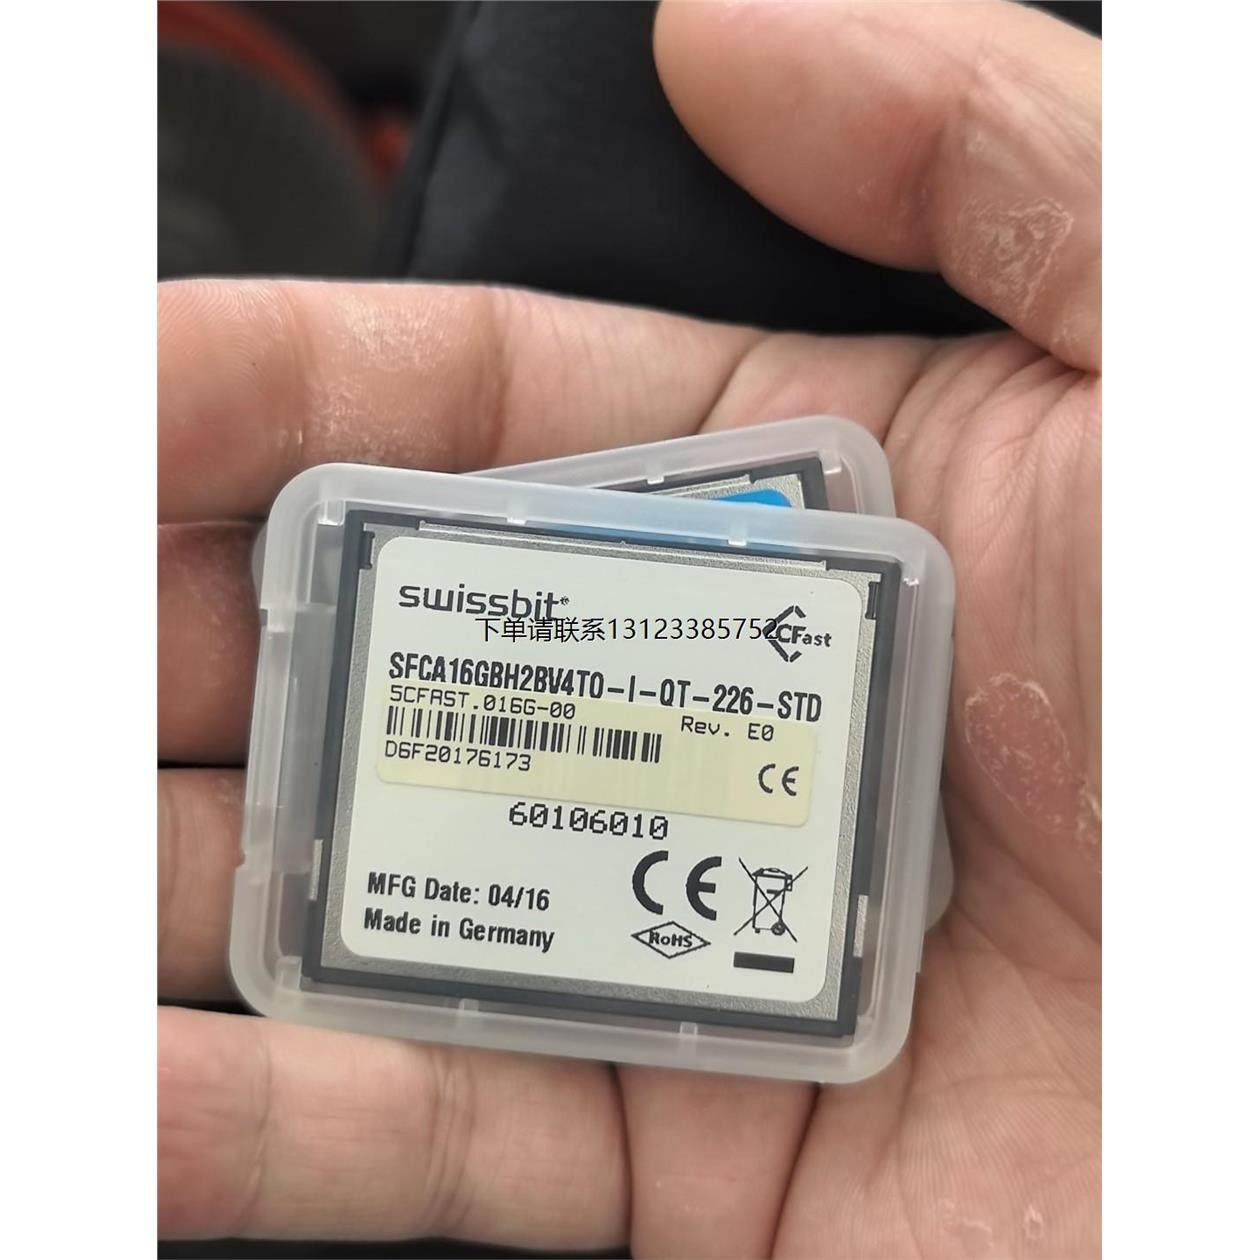 swissbit
下单请联系13123385752
CFast
SFCA16GBH2BV4TO-I-QT-226-STD
5CFAST.016G-00
Rev. E0
D6F20176173
CE
60106010
CE
MFG Date: 04/16
RoHS
Made in Germany